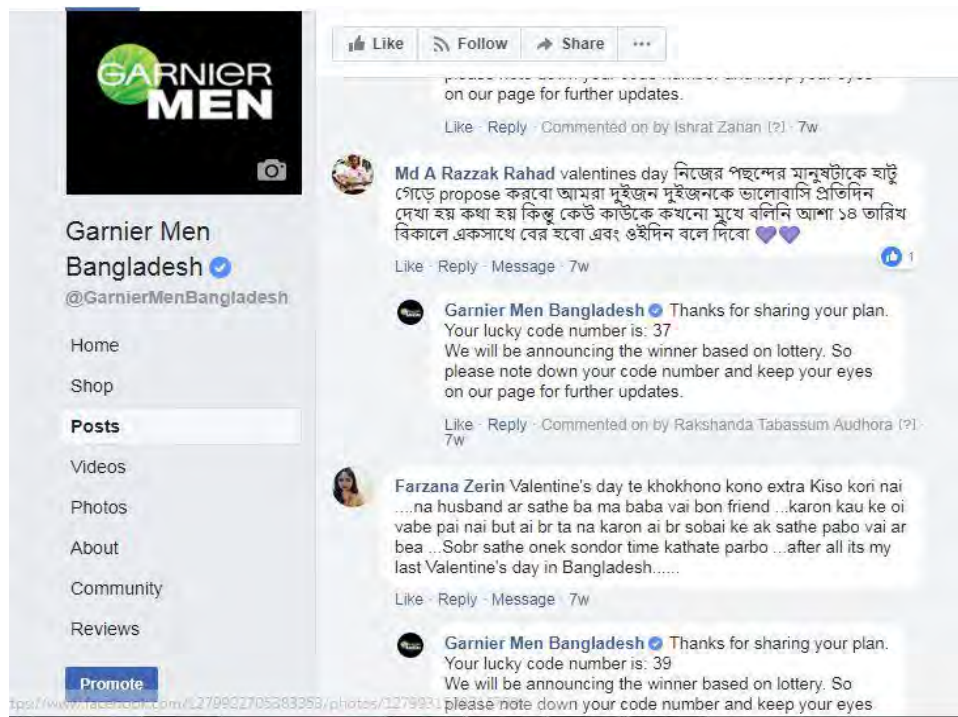 GARNIER
MEN
Garnier Men
Bangladesh
@GarnierMenBangladesh
Home
Shop
Posts
Videos
Photos
About
Community
Reviews
Promote
Like Follow Share ...
please note down your code number and keep your eyes
on our page for further updates.
Like · Reply · Commented on by Ishrat Zahan [?] · 7w
Md A Razzak Rahad valentines day নিজের পছন্দের মানুষটাকে হাটু
গেড়ে propose করবো আমরা দুইজন দুইজনকে ভালোবাসি প্রতিদিন
দেখা হয় কথা হয় কিন্তু কেউ কাউকে কখনো মুখে বলিনি আশা ১৪ তারিখ
বিকালে একসাথে বের হবো এবং ওইদিন বলে দিবো 💜💜
1
Like · Reply · Message · 7w
Garnier Men Bangladesh Thanks for sharing your plan.
Your lucky code number is: 37
We will be announcing the winner based on lottery. So
please note down your code number and keep your eyes
on our page for further updates.
Like · Reply · Commented on by Rakshanda Tabassum Audhora [?] ·
7w
Farzana Zerin Valentine's day te khokhono kono extra Kiso kori nai
....na husband ar sathe ba ma baba vai bon friend ...karon kau ke oi
vabe pai nai but ai br ta na karon ai br sobai ke ak sathe pabo vai ar
bea ...Sobr sathe onek sondor time kathate parbo ...after all its my
last Valentine's day in Bangladesh......
Like · Reply · Message · 7w
Garnier Men Bangladesh Thanks for sharing your plan.
Your lucky code number is: 39
We will be announcing the winner based on lottery. So
please note down your code number and keep your eyes